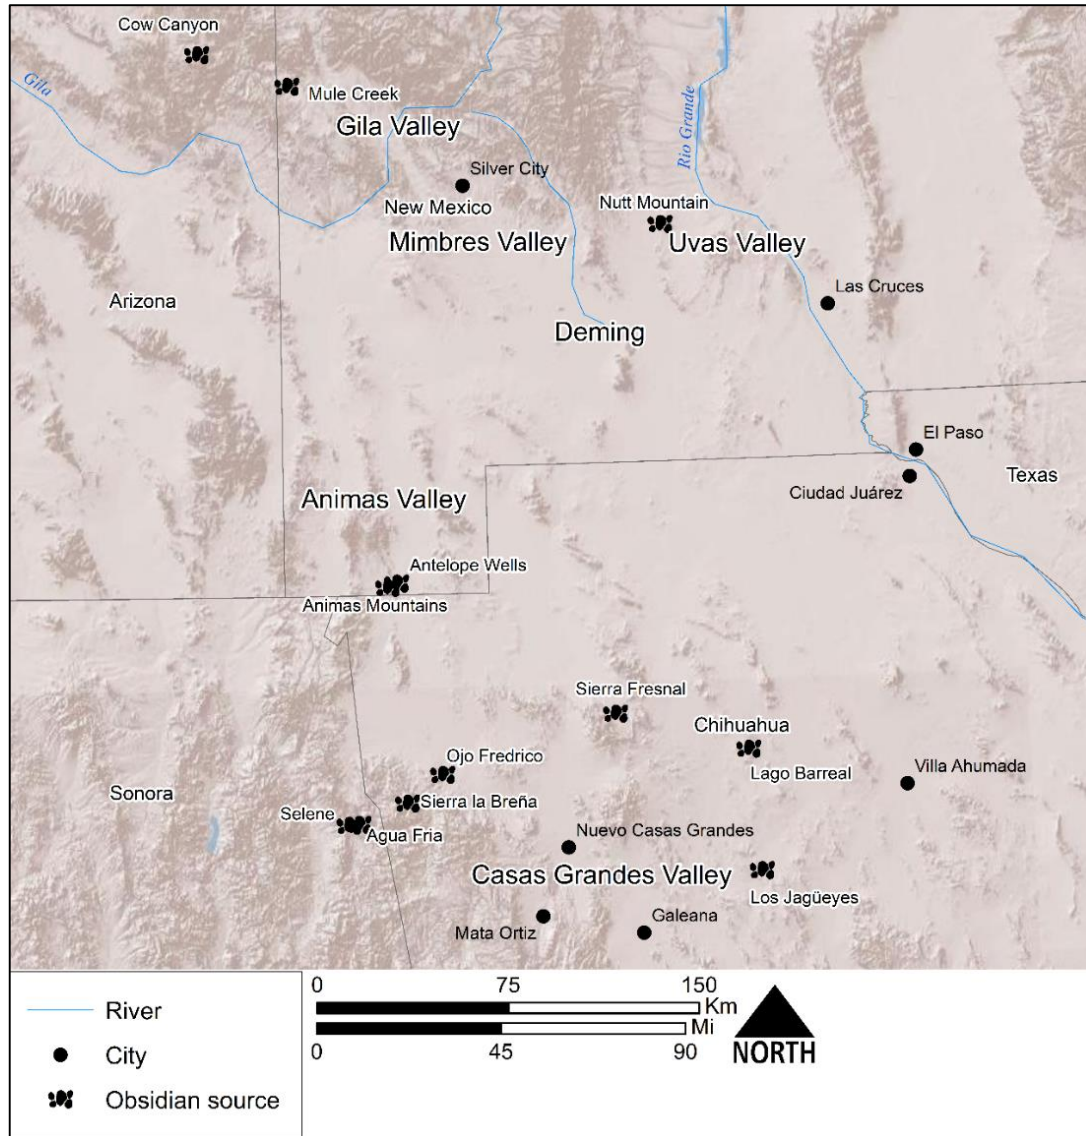 Cow Canyon
Gila
Mule Creek
Gila Valley
Rio Grande
Silver City
New Mexico
Nutt Mountain
Mimbres Valley
Uvas Valley
Arizona
Las Cruces
Deming
El Paso
Texas
Ciudad Juárez
Animas Valley
Antelope Wells
Animas Mountains
Sierra Fresnal
Chihuahua
Ojo Fredrico
Lago Barreal
Villa Ahumada
Sonora
Sierra la Breña
Selene
Agua Fria
Nuevo Casas Grandes
Casas Grandes Valley
Los Jagüeyes
Mata Ortiz
Galeana
River
City
Obsidian source
0 75 150
Km
Mi
0 45 90
NORTH